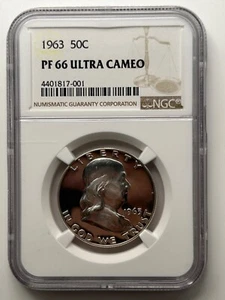 1963 50C
PF 66 ULTRA CAMEO
4401817-001
NUMISMATIC GUARANTY CORPORATION
NGC
LIBERTY
1963
IN GOD WE TRUST